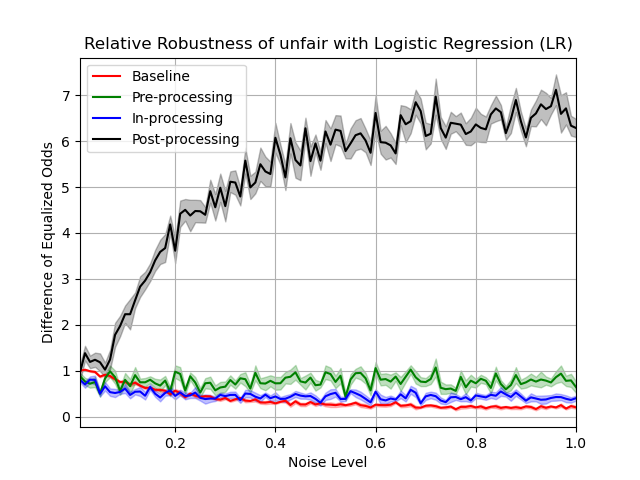 Relative Robustness of unfair with Logistic Regression (LR)
Baseline
Pre-processing
In-processing
Post-processing
Difference of Equalized Odds
7
6
5
4
3
2
1
0
0.2
0.4
0.6
0.8
1.0
Noise Level